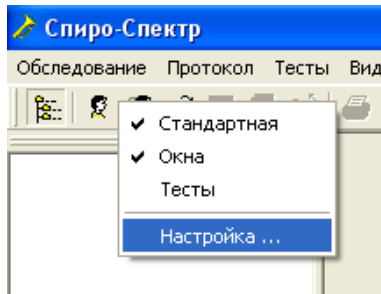 Спиро-Спектр
Обследование Протокол Тесты Вид
Стандартная
Окна
Тесты
Настройка ...